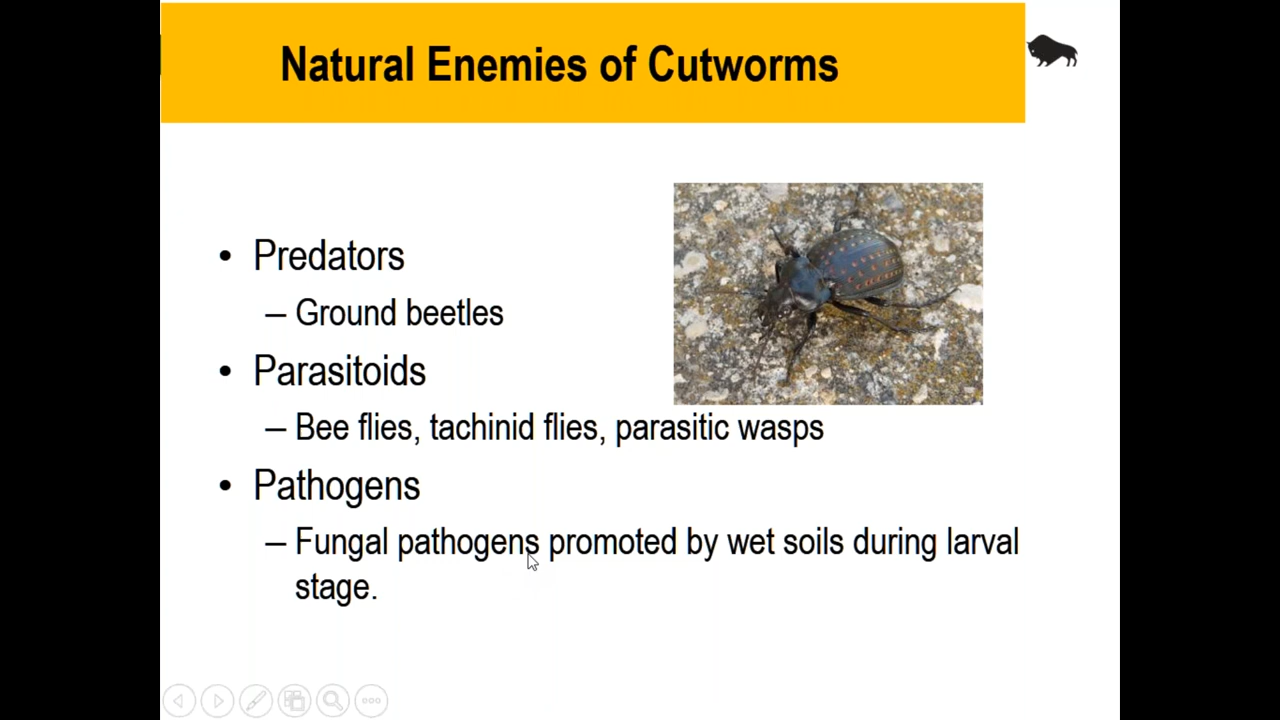 Natural Enemies of Cutworms
• Predators
– Ground beetles
• Parasitoids
– Bee flies, tachinid flies, parasitic wasps
• Pathogens
– Fungal pathogens promoted by wet soils during larval
stage.